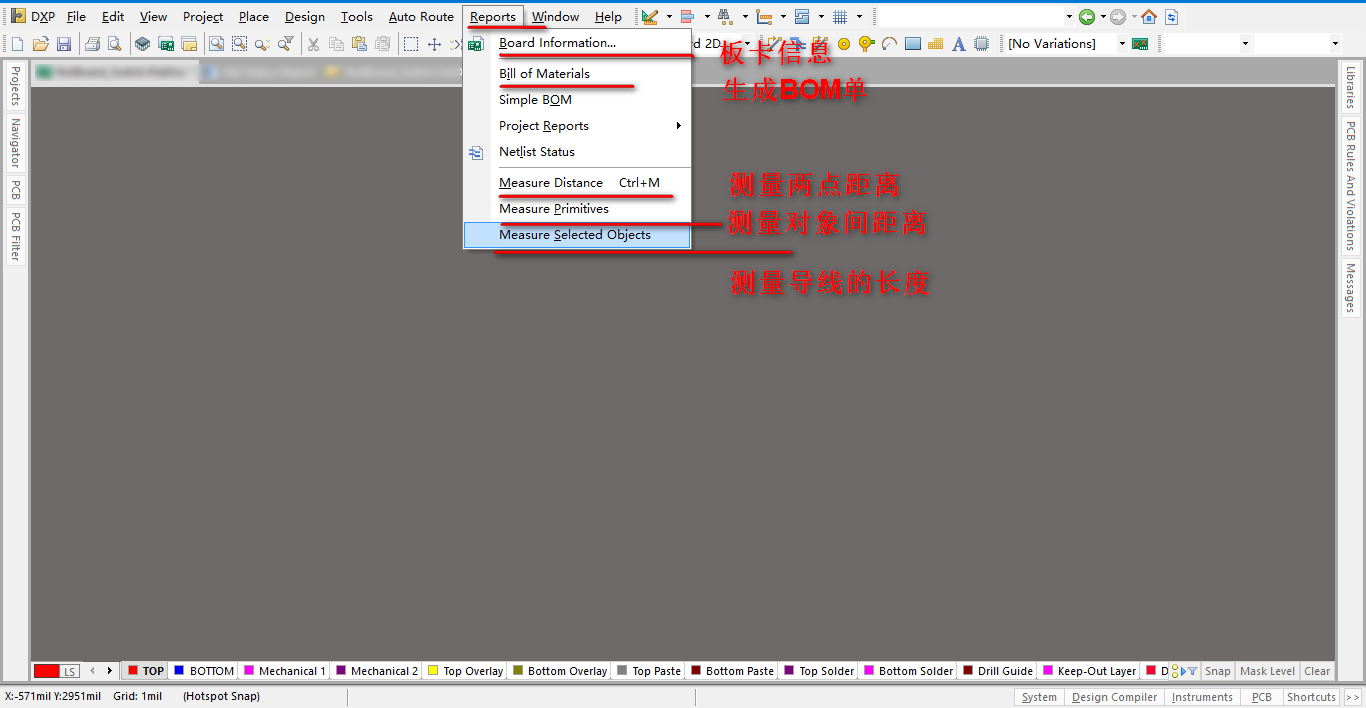 DXP File Edit View Project Place Design Tools Auto Route Reports Window Help
d 2D [No Variations]
Board Information...
板卡信息
Bill of Materials
生成BOM单
Simple BOM
Project Reports
Netlist Status
Measure Distance Ctrl+M
测量两点距离
Measure Primitives
测量对象间距离
Measure Selected Objects
测量导线的长度
Projects
Navigator
PCB
PCB Filter
Libraries
PCB Rules And Violations
Messages
LS TOP BOTTOM Mechanical 1 Mechanical 2 Top Overlay Bottom Overlay Top Paste Bottom Paste Top Solder Bottom Solder Drill Guide Keep-Out Layer D Snap Mask Level Clear
X:-571mil Y:2951mil Grid: 1mil (Hotspot Snap) System Design Compiler Instruments PCB Shortcuts >>